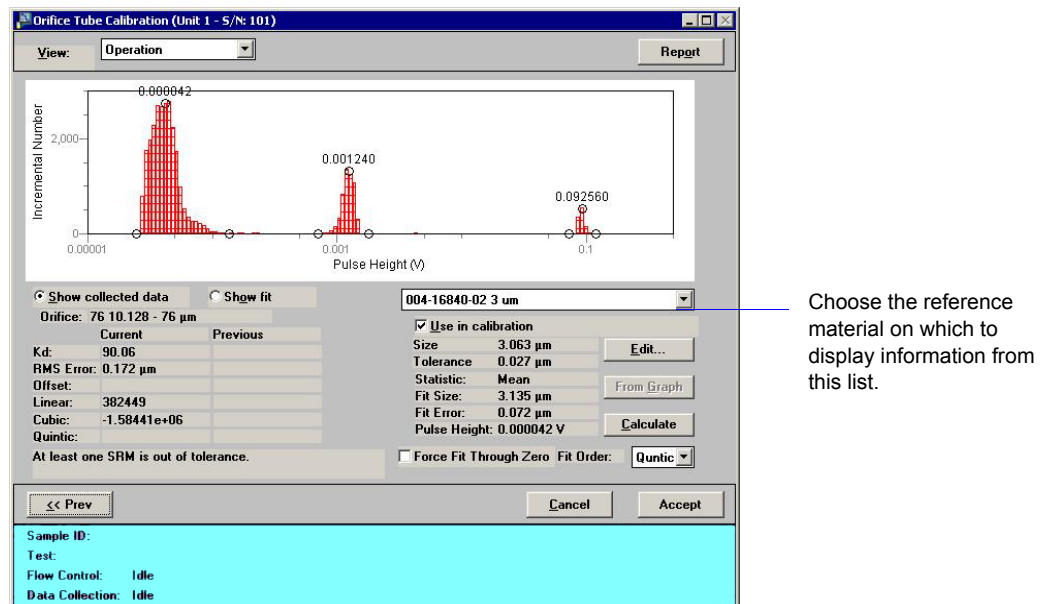 Orifice Tube Calibration (Unit 1 - S/N: 101)
View: Operation Report
0.000042
0.001240
0.092560
Incremental Number
2,000
0
0.00001 0.001 0.1
Pulse Height (V)
Show collected data Show fit
Orifice: 76 10.128 - 76 µm
Current Previous
Kd: 90.06
RMS Error: 0.172 µm
Offset:
Linear: 382449
Cubic: -1.58441e+06
Quintic:
At least one SRM is out of tolerance.
004-16840-02 3 um
Use in calibration
Size 3.063 µm
Tolerance 0.027 µm
Statistic: Mean
Fit Size: 3.135 µm
Fit Error: 0.072 µm
Pulse Height: 0.000042 V
Edit...
From Graph
Calculate
Force Fit Through Zero Fit Order: Quntic
<< Prev Cancel Accept
Sample ID:
Test:
Flow Control: Idle
Data Collection: Idle
Choose the reference
material on which to
display information from
this list.